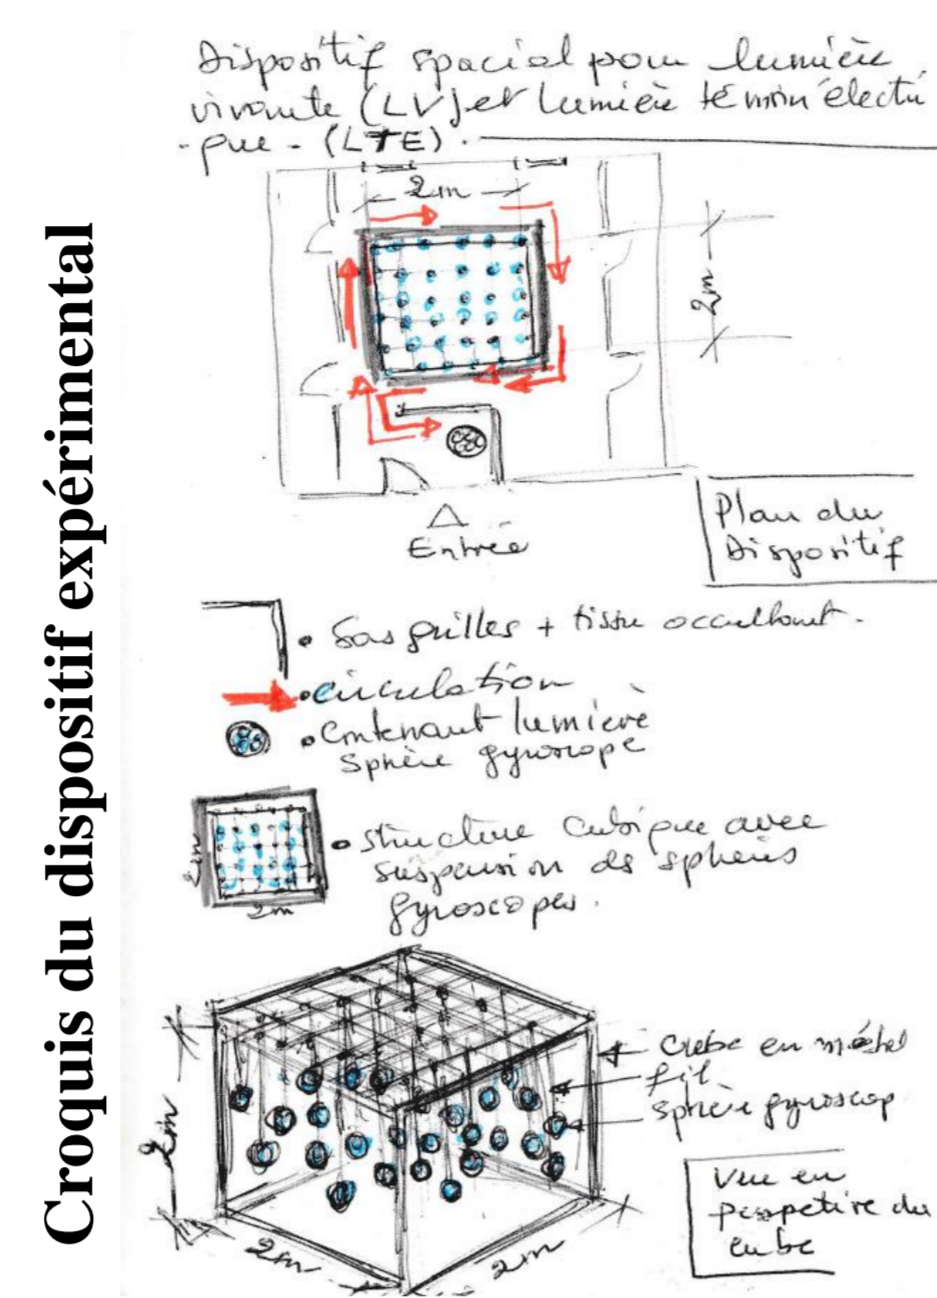 Croquis du dispositif expérimental
Dispositif spacial pour lumière
vivante (LV) et lumière témoin électri
-que - (LTE).
2m
2m
Entrée
Plan du
Dispositif
• Sas grilles + tissu occultant.
• circulation
• Contenant lumière
Sphère gyroscope
2m
2m
• structure cubique avec
suspension des sphères
gyroscopes.
Cube en métal
fil
Sphère gyroscop
2m
2m
2m
Vue en
perspetive du
cube